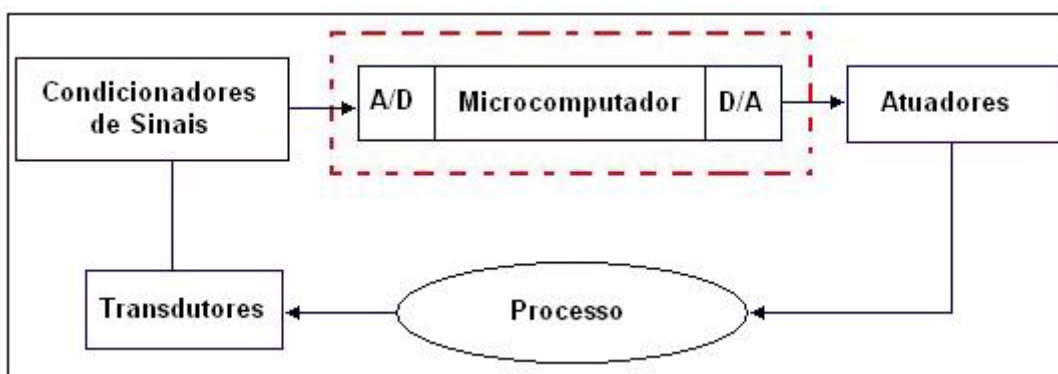 Condicionadores
de Sinais
A/D
Microcomputador
D/A
Atuadores
Transdutores
Processo